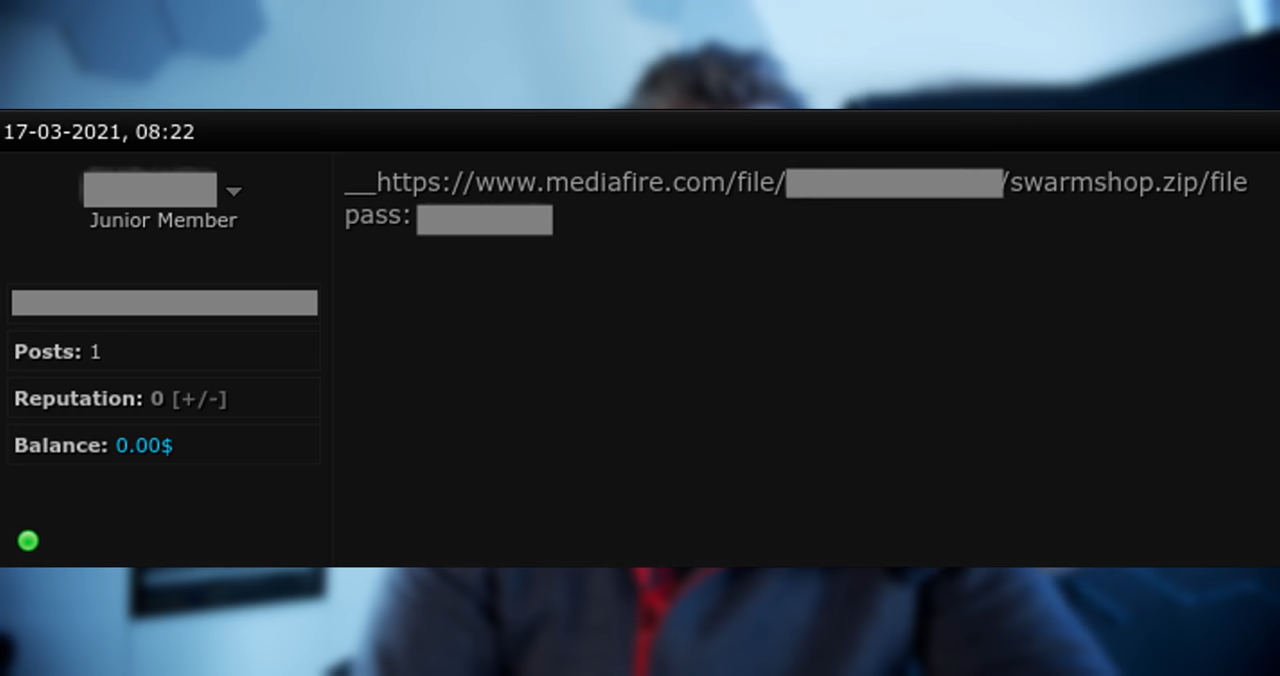 17-03-2021, 08:22
Junior Member
Posts: 1
Reputation: 0 [+/-]
Balance: 0.00$
__https://www.mediafire.com/file/
/swarmshop.zip/file
pass: